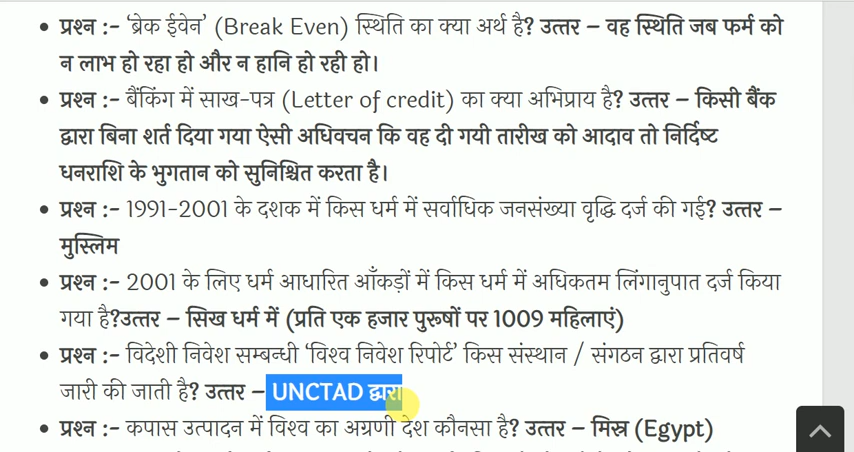 प्रश्न :- ‘ब्रेक ईवेन’ (Break Even) स्थिति का क्या अर्थ है? उत्तर – वह स्थिति जब फर्म को
न लाभ हो रहा हो और न हानि हो रही हो।
प्रश्न :- बैंकिंग में साख-पत्र (Letter of credit) का क्या अभिप्राय है? उत्तर – किसी बैंक
द्वारा बिना शर्त दिया गया ऐसी अधिवचन कि वह दी गयी तारीख को आदाव तो निर्दिष्ट
धनराशि के भुगतान को सुनिश्चित करता है।
प्रश्न :- 1991-2001 के दशक में किस धर्म में सर्वाधिक जनसंख्या वृद्धि दर्ज की गई? उत्तर –
मुस्लिम
प्रश्न :- 2001 के लिए धर्म आधारित आँकड़ों में किस धर्म में अधिकतम लिंगानुपात दर्ज किया
गया है?उत्तर – सिख धर्म में (प्रति एक हजार पुरूषों पर 1009 महिलाएं)
प्रश्न :- विदेशी निवेश सम्बन्धी ‘विश्व निवेश रिपोर्ट’ किस संस्थान / संगठन द्वारा प्रतिवर्ष
जारी की जाती है? उत्तर – UNCTAD द्वारा
प्रश्न :- कपास उत्पादन में विश्व का अग्रणी देश कौनसा है? उत्तर – मिस्र (Egypt)